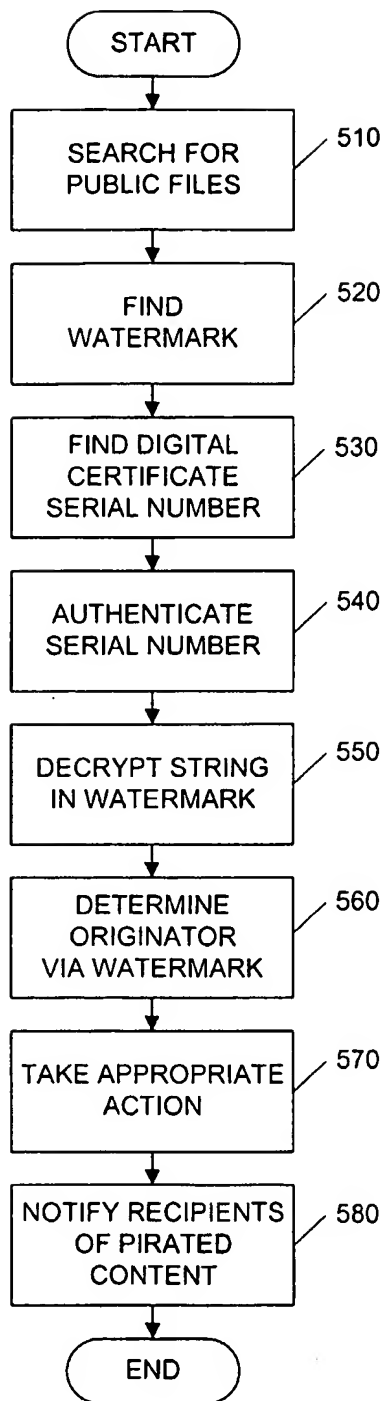 START
SEARCH FOR
PUBLIC FILES
510
FIND
WATERMARK
520
FIND DIGITAL
CERTIFICATE
SERIAL NUMBER
530
AUTHENTICATE
SERIAL NUMBER
540
DECRYPT STRING
IN WATERMARK
550
DETERMINE
ORIGINATOR
VIA WATERMARK
560
TAKE APPROPRIATE
ACTION
570
NOTIFY RECIPIENTS
OF PIRATED
CONTENT
580
END